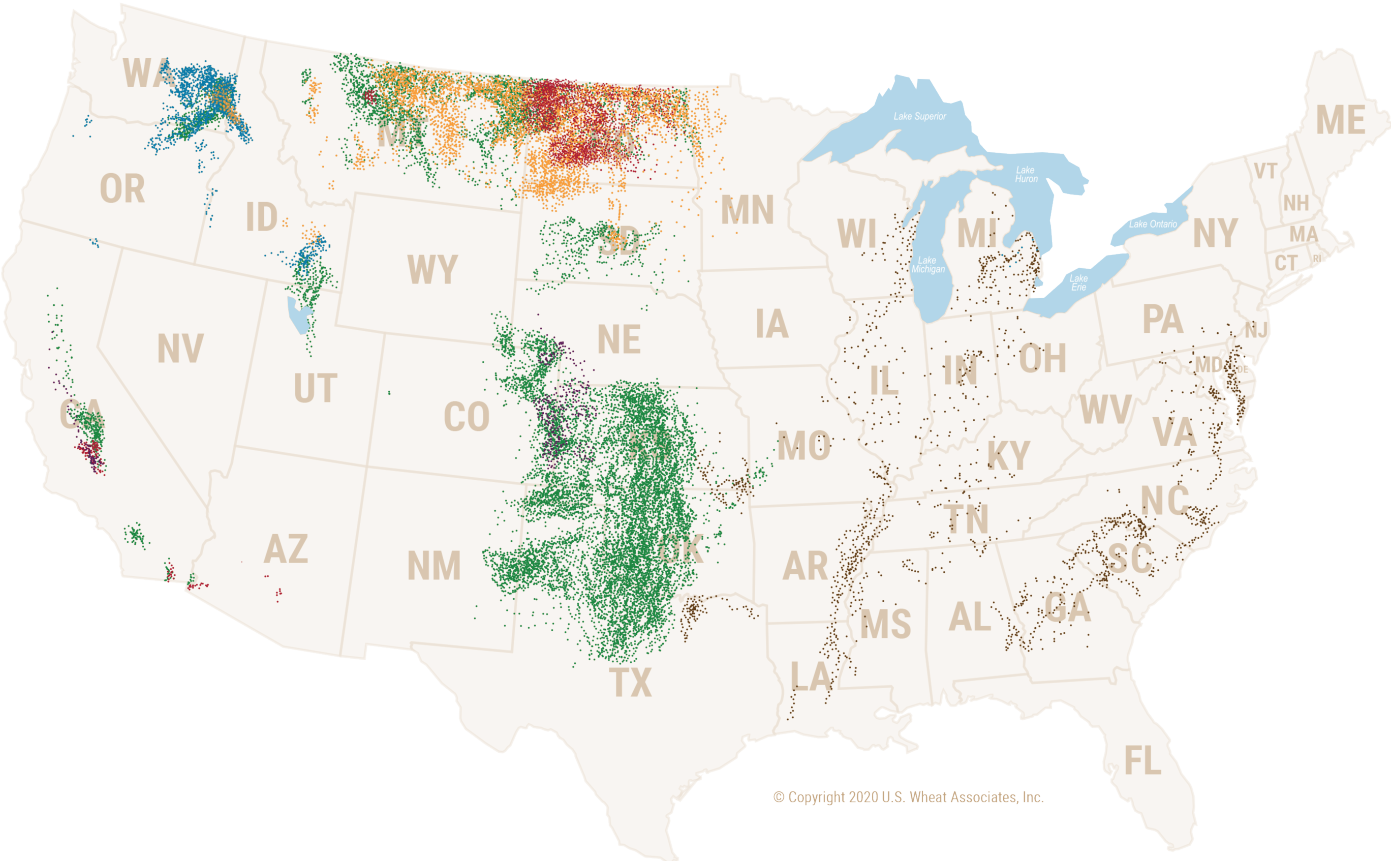 WA
ME
Lake Superior
MT
ND
Lake
Huron
VT
OR
NH
MN
ID
Lake Ontario
WI
MI
NY
MA
SD
CT
RI
Lake
Michigan
WY
Lake
Erie
PA
IA
NJ
NE
NV
OH
IN
MD
DE
UT
IL
CO
WV
CA
VA
KS
MO
KY
NC
TN
AZ
OK
SC
NM
AR
GA
AL
MS
LA
TX
FL
© Copyright 2020 U.S. Wheat Associates, Inc.